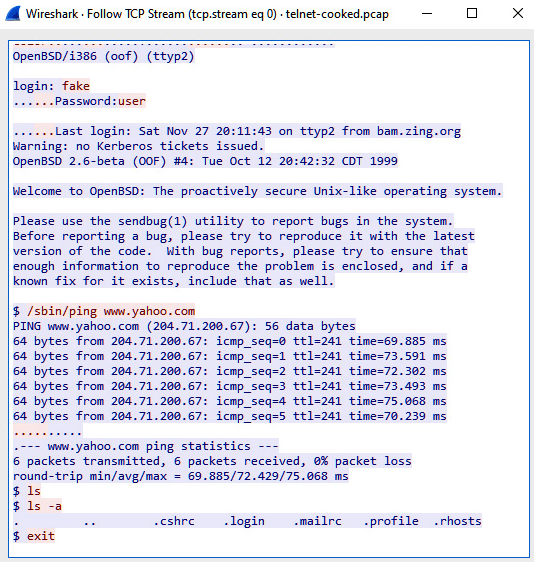 Wireshark · Follow TCP Stream (tcp.stream eq 0) · telnet-cooked.pcap
OpenBSD/i386 (oof) (ttyp2)
login: fake
......Password:user
......Last login: Sat Nov 27 20:11:43 on ttyp2 from bam.zing.org
Warning: no Kerberos tickets issued.
OpenBSD 2.6-beta (OOF) #4: Tue Oct 12 20:42:32 CDT 1999
Welcome to OpenBSD: The proactively secure Unix-like operating system.
Please use the sendbug(1) utility to report bugs in the system.
Before reporting a bug, please try to reproduce it with the latest
version of the code.  With bug reports, please try to ensure that
enough information to reproduce the problem is enclosed, and if a
known fix for it exists, include that as well.
$ /sbin/ping www.yahoo.com
PING www.yahoo.com (204.71.200.67): 56 data bytes
64 bytes from 204.71.200.67: icmp_seq=0 ttl=241 time=69.885 ms
64 bytes from 204.71.200.67: icmp_seq=1 ttl=241 time=73.591 ms
64 bytes from 204.71.200.67: icmp_seq=2 ttl=241 time=72.302 ms
64 bytes from 204.71.200.67: icmp_seq=3 ttl=241 time=73.493 ms
64 bytes from 204.71.200.67: icmp_seq=4 ttl=241 time=75.068 ms
64 bytes from 204.71.200.67: icmp_seq=5 ttl=241 time=70.239 ms
..........
.--- www.yahoo.com ping statistics ---
6 packets transmitted, 6 packets received, 0% packet loss
round-trip min/avg/max = 69.885/72.429/75.068 ms
$ ls
$ ls -a
.         ..        .cshrc    .login    .mailrc   .profile  .rhosts
$ exit